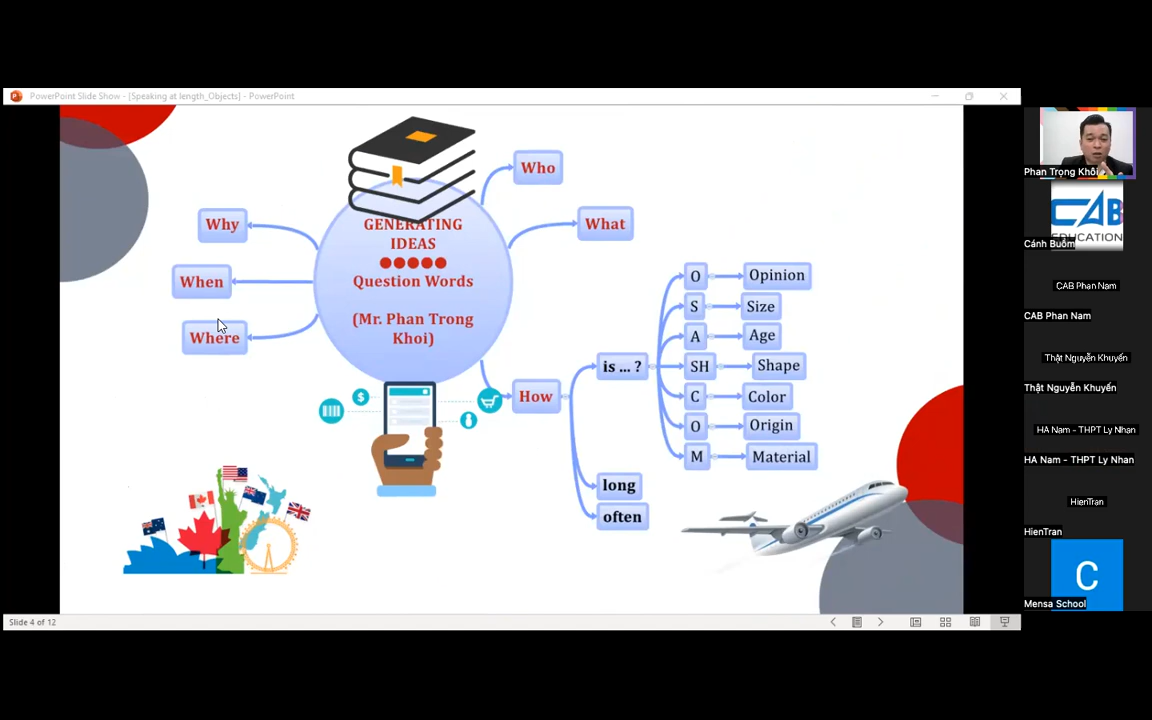 PowerPoint Slide Show - [Speaking at length_Objects] - PowerPoint
GENERATING
IDEAS
Question Words
(Mr. Phan Trong
Khoi)
Why
When
Where
Who
What
How
is ... ?
long
often
O
Opinion
S
Size
A
Age
SH
Shape
C
Color
O
Origin
M
Material
$
Slide 4 of 12
Phan Trọng Khôi
CAB
EDUCATION
Cánh Buồm
CAB Phan Nam
CAB Phan Nam
Thật Nguyễn Khuyến
Thật Nguyễn Khuyến
HA Nam - THPT Ly Nhan
HA Nam - THPT Ly Nhan
HienTran
HienTran
C
Mensa School